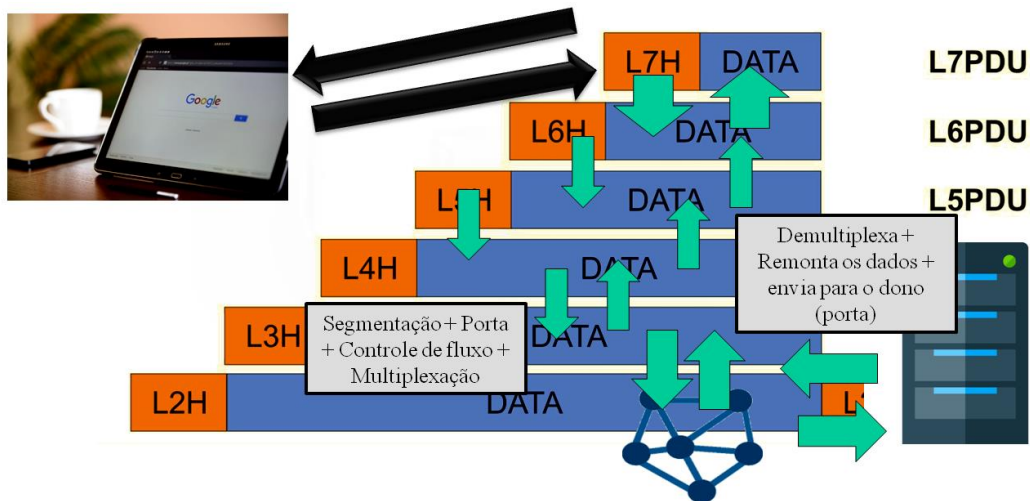 Google
L7H DATA L7PDU
L6H DATA L6PDU
L5H DATA L5PDU
L4H DATA
L3H DATA
L2H DATA
Demultiplexa +
Remonta os dados +
envia para o dono
(porta)
Segmentação + Porta
+ Controle de fluxo +
Multiplexação